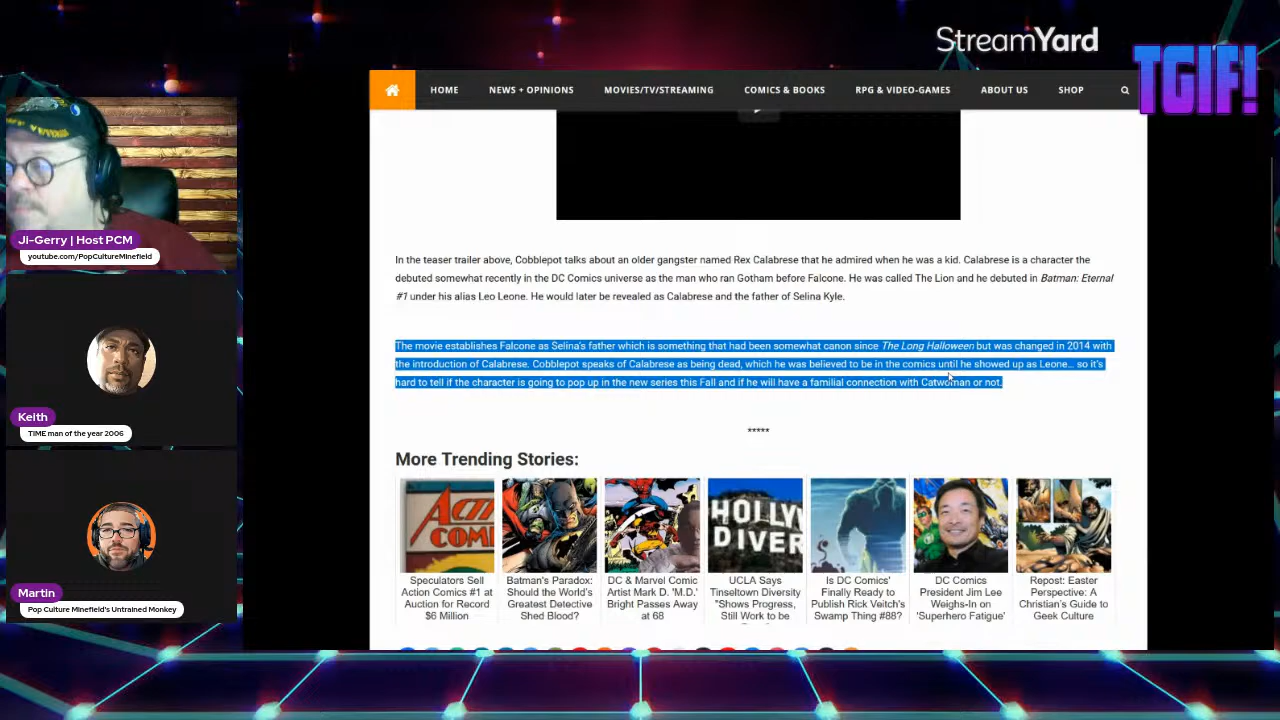 StreamYard
TGIF!
HOME NEWS + OPINIONS MOVIES/TV/STREAMING COMICS & BOOKS RPG & VIDEO-GAMES ABOUT US SHOP
Ji-Gerry | Host PCM
youtube.com/PopCultureMinefield
In the teaser trailer above, Cobblepot talks about an older gangster named Rex Calabrese that he admired when he was a kid. Calabrese is a character the
debuted somewhat recently in the DC Comics universe as the man who ran Gotham before Falcone. He was called The Lion and he debuted in Batman: Eternal
#1 under his alias Leo Leone. He would later be revealed as Calabrese and the father of Selina Kyle.
The movie establishes Falcone as Selina's father which is something that had been somewhat canon since The Long Halloween but was changed in 2014 with
the introduction of Calabrese. Cobblepot speaks of Calabrese as being dead, which he was believed to be in the comics until he showed up as Leone… so it's
hard to tell if the character is going to pop up in the new series this Fall and if he will have a familial connection with Catwoman or not.
Keith
TIME man of the year 2006
*****
More Trending Stories:
ACTI
COM
HOLLY
DIVER
Speculators Sell
Action Comics #1 at
Auction for Record
$6 Million
Batman's Paradox:
Should the World's
Greatest Detective
Shed Blood?
DC & Marvel Comic
Artist Mark D. 'M.D.'
Bright Passes Away
at 68
UCLA Says
Tinseltown Diversity
"Shows Progress,
Still Work to be
Is DC Comics'
Finally Ready to
Publish Rick Veitch's
Swamp Thing #88?
DC Comics
President Jim Lee
Weighs-In on
'Superhero Fatigue'
Repost: Easter
Perspective: A
Christian's Guide to
Geek Culture
Martin
Pop Culture Minefield's Untrained Monkey